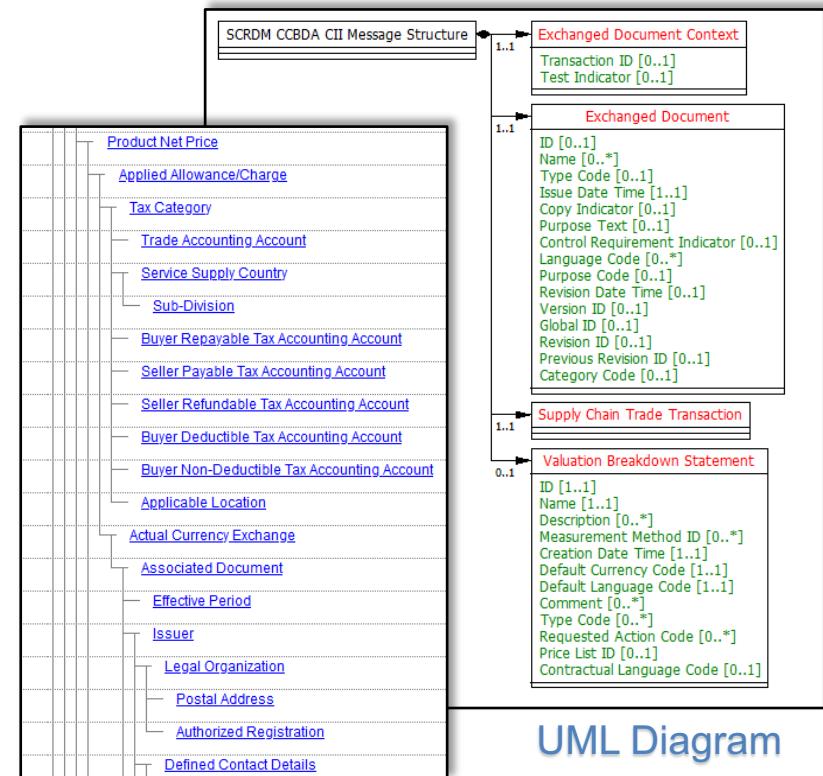 SCRDM CCBDA CII Message Structure
1..1
Exchanged Document Context
Transaction ID [0..1]
Test Indicator [0..1]
1..1
Exchanged Document
ID [0..1]
Name [0..*]
Type Code [0..1]
Issue Date Time [1..1]
Copy Indicator [0..1]
Purpose Text [0..1]
Control Requirement Indicator [0..1]
Language Code [0..*]
Purpose Code [0..1]
Revision Date Time [0..1]
Version ID [0..1]
Global ID [0..1]
Revision ID [0..1]
Previous Revision ID [0..1]
Category Code [0..1]
1..1
Supply Chain Trade Transaction
0..1
Valuation Breakdown Statement
ID [1..1]
Name [1..1]
Description [0..*]
Measurement Method ID [0..*]
Creation Date Time [1..1]
Default Currency Code [1..1]
Default Language Code [1..1]
Comment [0..*]
Type Code [0..*]
Requested Action Code [0..*]
Price List ID [0..1]
Contractual Language Code [0..1]
Product Net Price
Applied Allowance/Charge
Tax Category
Trade Accounting Account
Service Supply Country
Sub-Division
Buyer Repayable Tax Accounting Account
Seller Payable Tax Accounting Account
Seller Refundable Tax Accounting Account
Buyer Deductible Tax Accounting Account
Buyer Non-Deductible Tax Accounting Account
Applicable Location
Actual Currency Exchange
Associated Document
Effective Period
Issuer
Legal Organization
Postal Address
Authorized Registration
Defined Contact Details
UML Diagram